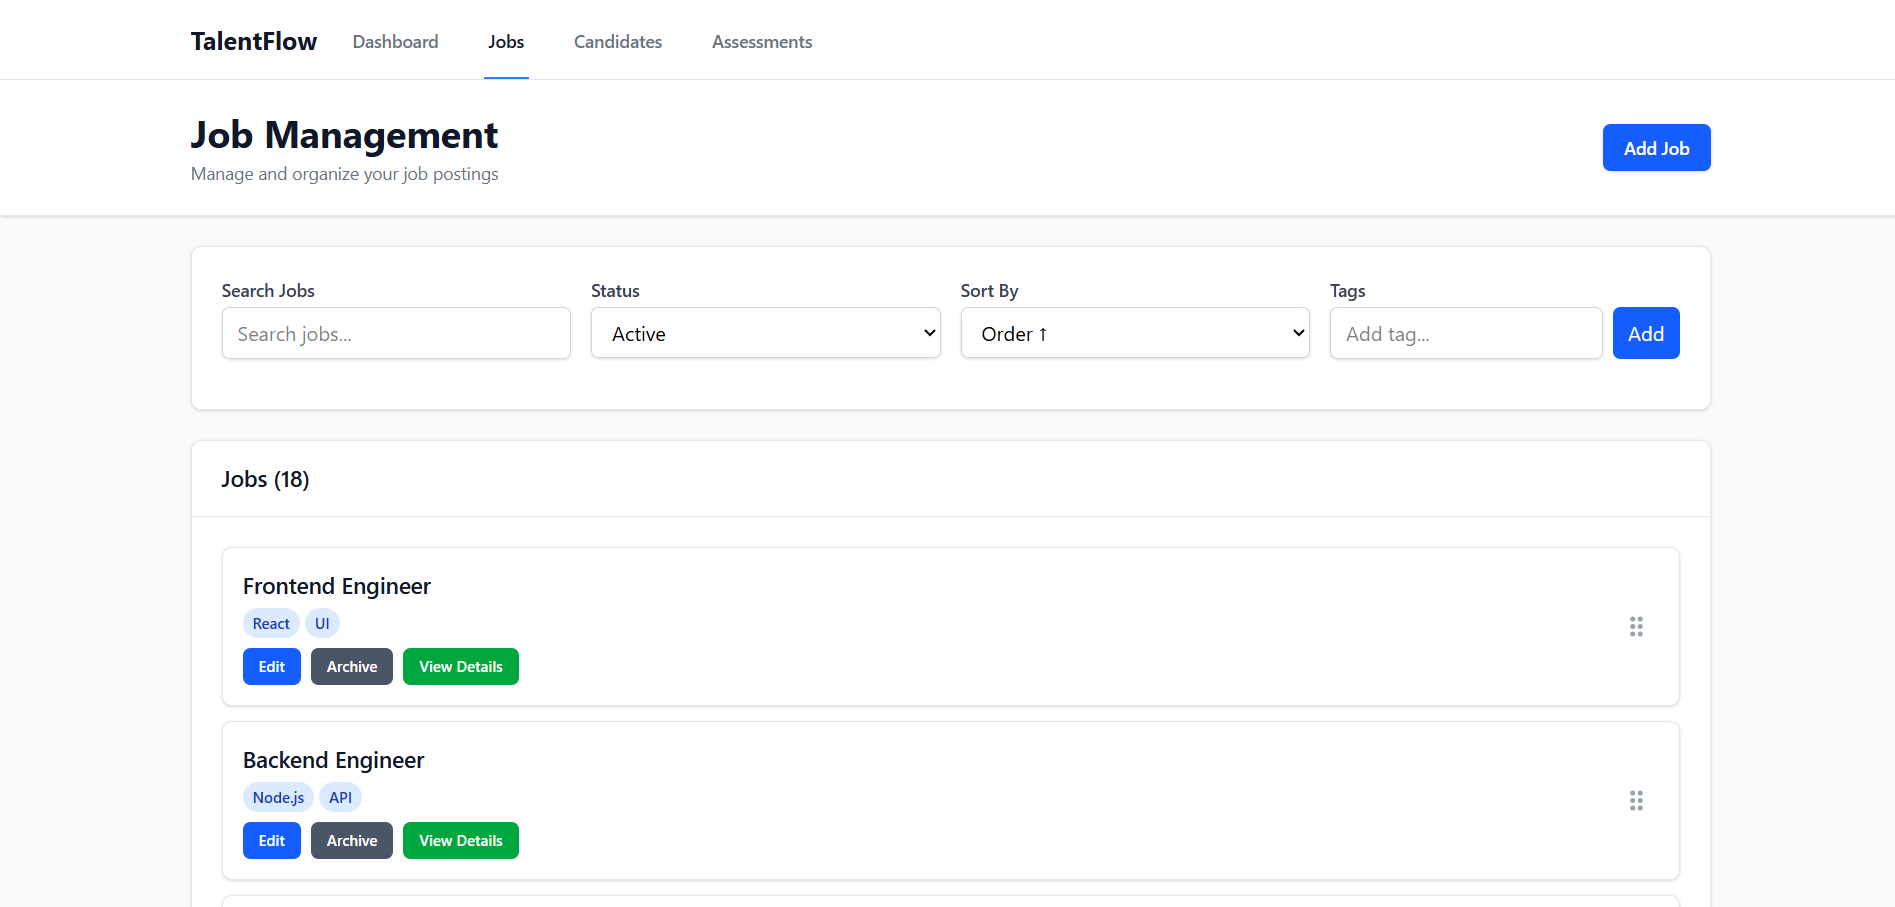 TalentFlow Dashboard Jobs Candidates Assessments
Job Management
Manage and organize your job postings
Add Job
Search Jobs Status Sort By Tags
Search jobs... Active Order ↑ Add tag... Add
Jobs (18)
Frontend Engineer
React UI
Edit Archive View Details
Backend Engineer
Node.js API
Edit Archive View Details